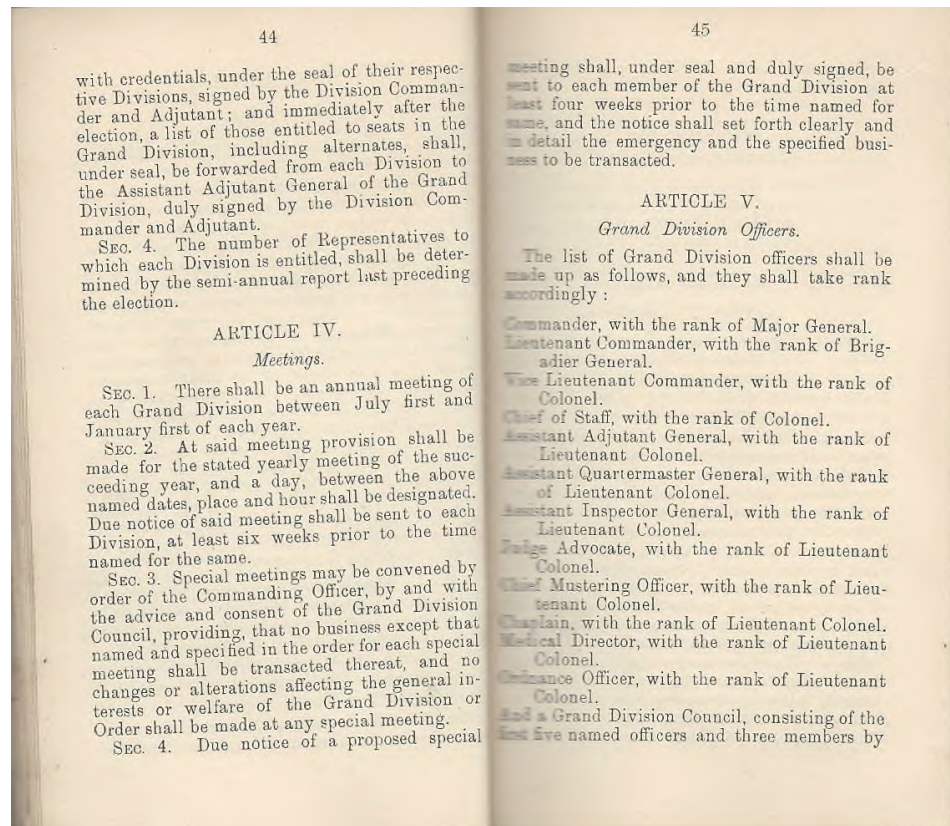 44
with credentials, under the seal of their respec-
tive Divisions, signed by the Division Comman-
der and Adjutant; and immediately after the
election, a list of those entitled to seats in the
Grand Division, including alternates, shall,
under seal, be forwarded from each Division to
the Assistant Adjutant General of the Grand
Division, duly signed by the Division Com-
mander and Adjutant.
SEC. 4. The number of Representatives to
which each Division is entitled, shall be deter-
mined by the semi-annual report last preceding
the election.
ARTICLE IV.
Meetings.
SEC. 1. There shall be an annual meeting of
each Grand Division between July first and
January first of each year.
SEC. 2. At said meeting provision shall be
made for the stated yearly meeting of the suc-
ceeding year, and a day, between the above
named dates, place and hour shall be designated.
Due notice of said meeting shall be sent to each
Division, at least six weeks prior to the time
named for the same.
SEC. 3. Special meetings may be convened by
order of the Commanding Officer, by and with
the advice and consent of the Grand Division
Council, providing, that no business except that
named and specified in the order for each special
meeting shall be transacted thereat, and no
changes or alterations affecting the general in-
terests or welfare of the Grand Division or
Order shall be made at any special meeting.
SEC. 4. Due notice of a proposed special
45
meeting shall, under seal and duly signed, be
sent to each member of the Grand Division at
least four weeks prior to the time named for
same, and the notice shall set forth clearly and
in detail the emergency and the specified busi-
ness to be transacted.
ARTICLE V.
Grand Division Officers.
The list of Grand Division officers shall be
made up as follows, and they shall take rank
accordingly :
Commander, with the rank of Major General.
Lieutenant Commander, with the rank of Brig-
adier General.
Vice Lieutenant Commander, with the rank of
Colonel.
Chief of Staff, with the rank of Colonel.
Assistant Adjutant General, with the rank of
Lieutenant Colonel.
Assistant Quartermaster General, with the rank
of Lieutenant Colonel.
Assistant Inspector General, with the rank of
Lieutenant Colonel.
Judge Advocate, with the rank of Lieutenant
Colonel.
Chief Mustering Officer, with the rank of Lieu-
tenant Colonel.
Chaplain, with the rank of Lieutenant Colonel.
Medical Director, with the rank of Lieutenant
Colonel.
Ordnance Officer, with the rank of Lieutenant
Colonel.
And a Grand Division Council, consisting of the
first five named officers and three members by